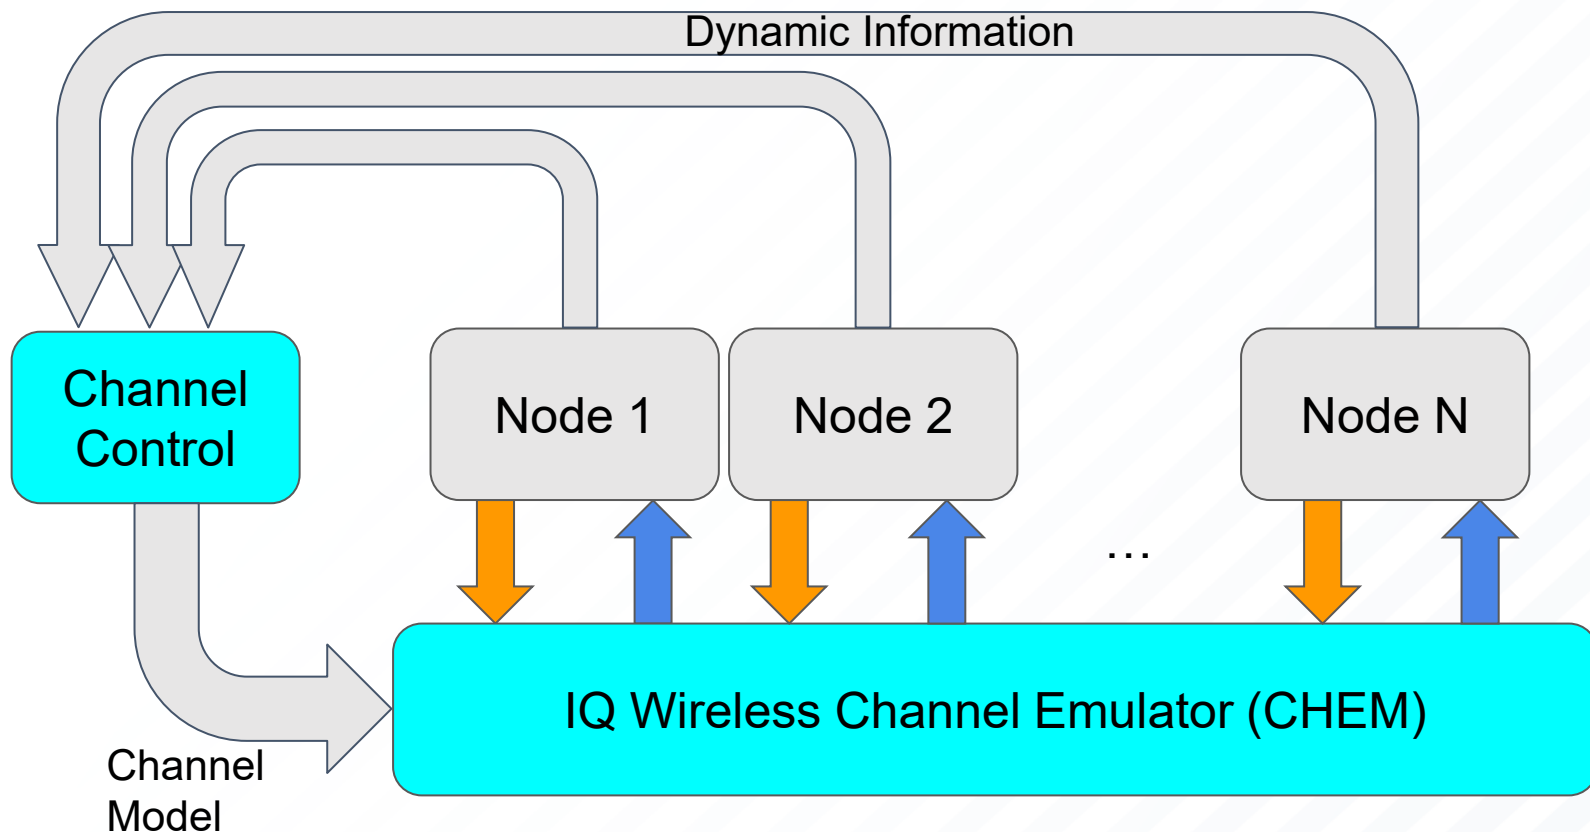 Dynamic Information
Channel
Control
Node 1
Node 2
Node N
...
IQ Wireless Channel Emulator (CHEM)
Channel
Model